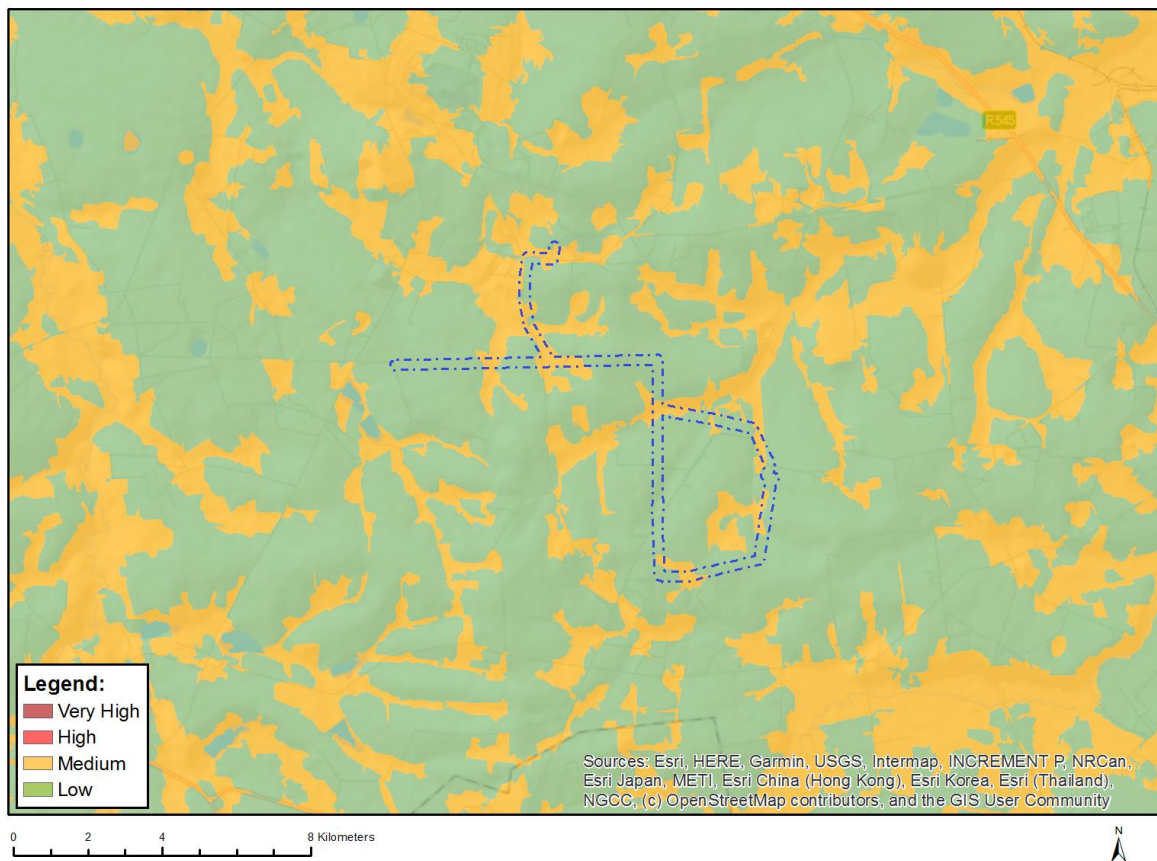 R545
Legend:
Very High
High
Medium
Low
Sources: Esri, HERE, Garmin, USGS, Intermap, INCREMENT P, NRCan,
Esri Japan, METI, Esri China (Hong Kong), Esri Korea, Esri (Thailand),
NGCC, (c) OpenStreetMap contributors, and the GIS User Community
0 2 4 8 Kilometers
N